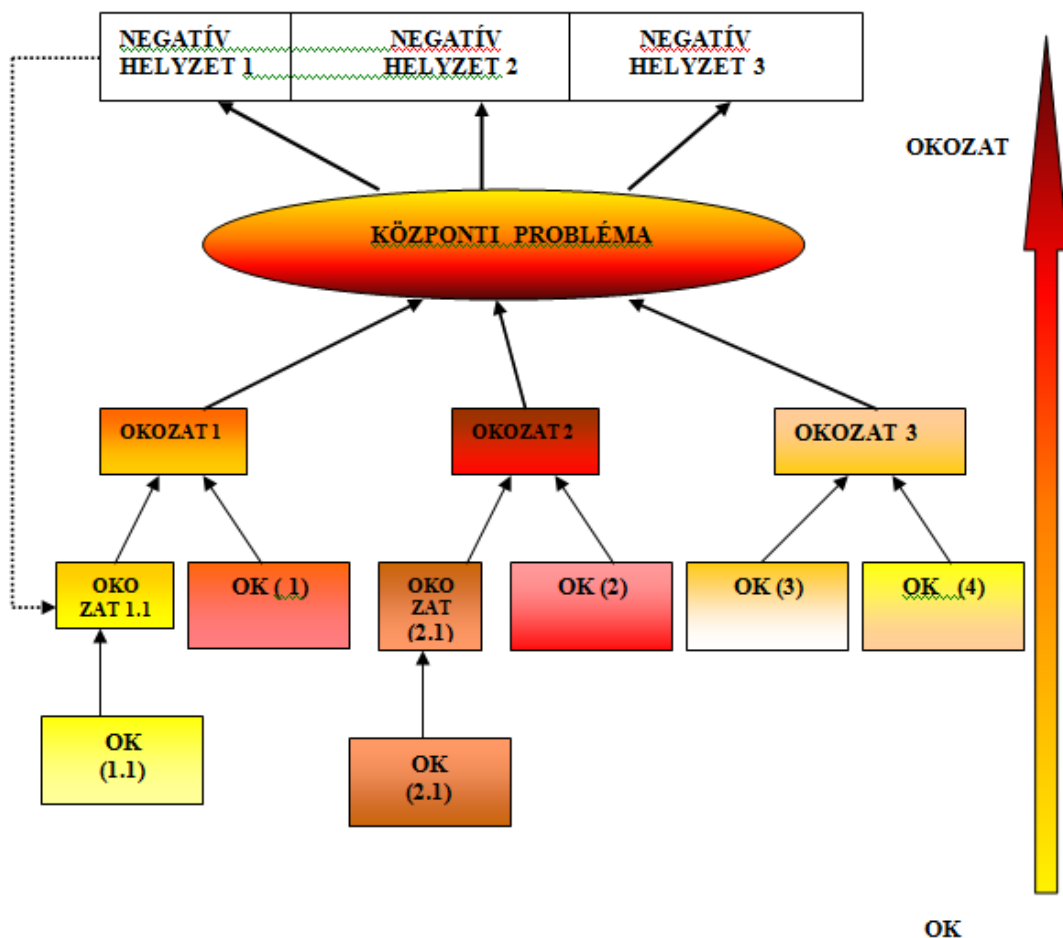 NEGATÍV NEGATÍV NEGATÍV
HELYZET 1 HELYZET 2 HELYZET 3
OKOZAT
KÖZPONTI PROBLÉMA
OKOZAT 1
OKOZAT 2
OKOZAT 3
OKO
ZAT 1.1
OK ( 1)
OKO
ZAT
(2.1)
OK (2)
OK (3)
OK (4)
OK
(1.1)
OK
(2.1)
OK